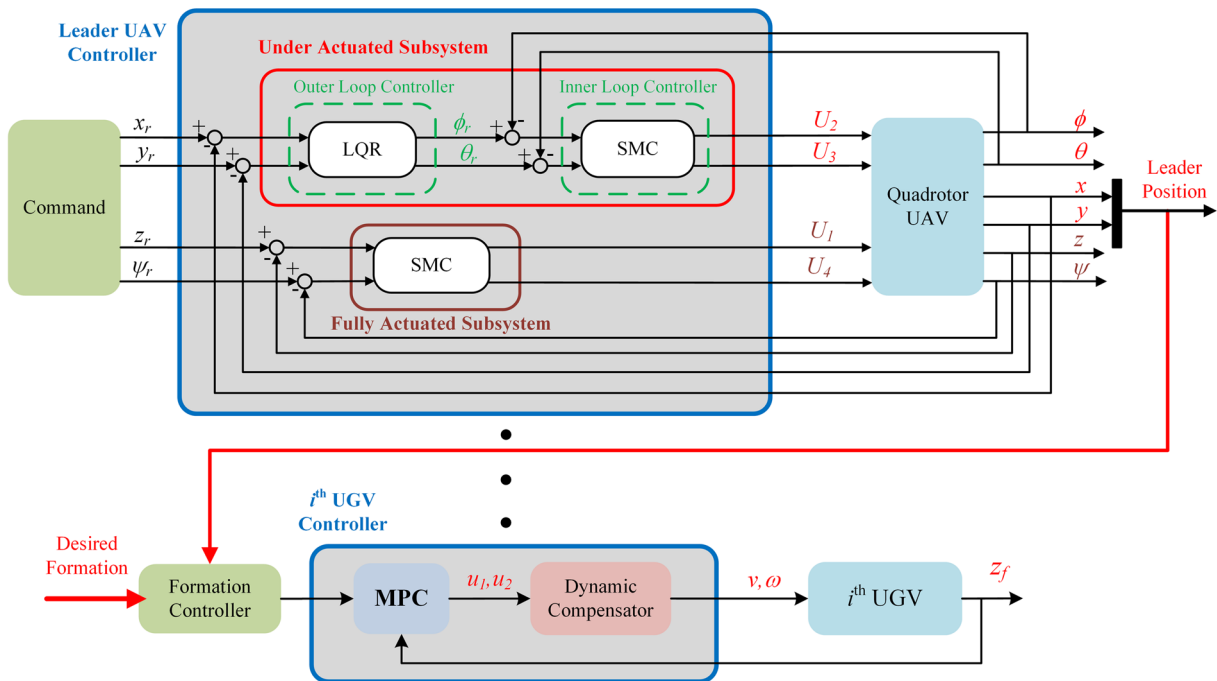 Leader UAV
Controller
Under Actuated Subsystem
Outer Loop Controller
Inner Loop Controller
Command
x_r
y_r
z_r
ψ_r
+
-
+
-
LQR
ϕ_r
θ_r
+
-
+
-
SMC
U_2
U_3
+
-
+
-
SMC
Fully Actuated Subsystem
U_1
U_4
Quadrotor
UAV
ϕ
θ
x
y
z
ψ
Leader
Position
i^th UGV
Controller
Desired
Formation
Formation
Controller
MPC
u_1,u_2
Dynamic
Compensator
v,ω
i^th UGV
z_f